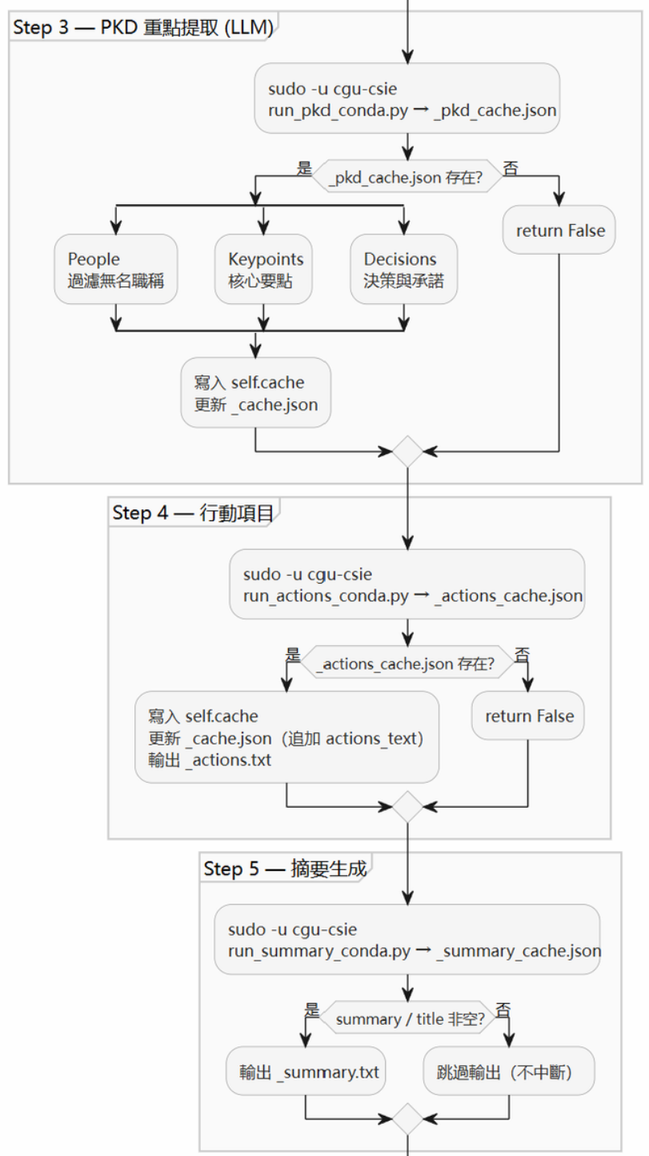 Step 3 — PKD 重點提取 (LLM)
sudo -u cgu-csie
run_pkd_conda.py → _pkd_cache.json
是
_pkd_cache.json 存在?
否
return False
People
過濾無名職稱
Keypoints
核心要點
Decisions
決策與承諾
寫入 self.cache
更新 _cache.json
Step 4 — 行動項目
sudo -u cgu-csie
run_actions_conda.py → _actions_cache.json
是
_actions_cache.json 存在?
否
寫入 self.cache
更新 _cache.json（追加 actions_text）
輸出 _actions.txt
return False
Step 5 — 摘要生成
sudo -u cgu-csie
run_summary_conda.py → _summary_cache.json
是
summary / title 非空?
否
輸出 _summary.txt
跳過輸出（不中斷）